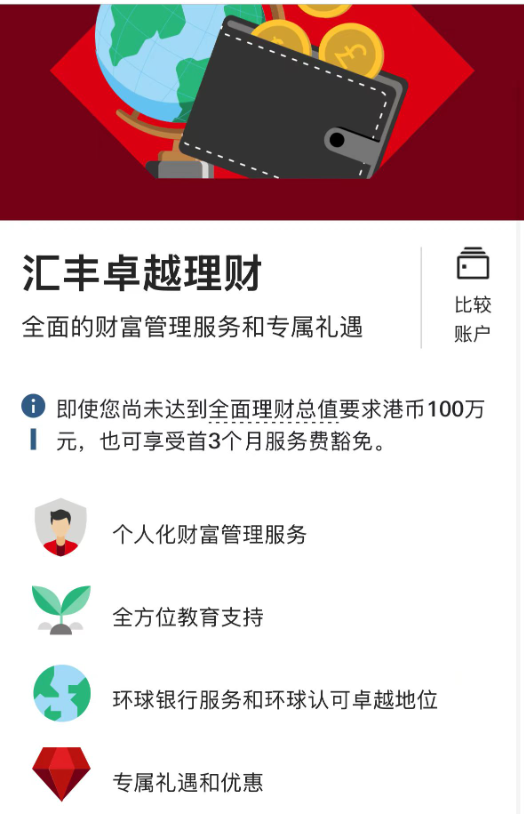 汇丰卓越理财
全面的财富管理服务和专属礼遇
比较
账户
即使您尚未达到全面理财总值要求港币100万
元，也可享受首3个月服务费豁免。
个人化财富管理服务
全方位教育支持
环球银行服务和环球认可卓越地位
专属礼遇和优惠